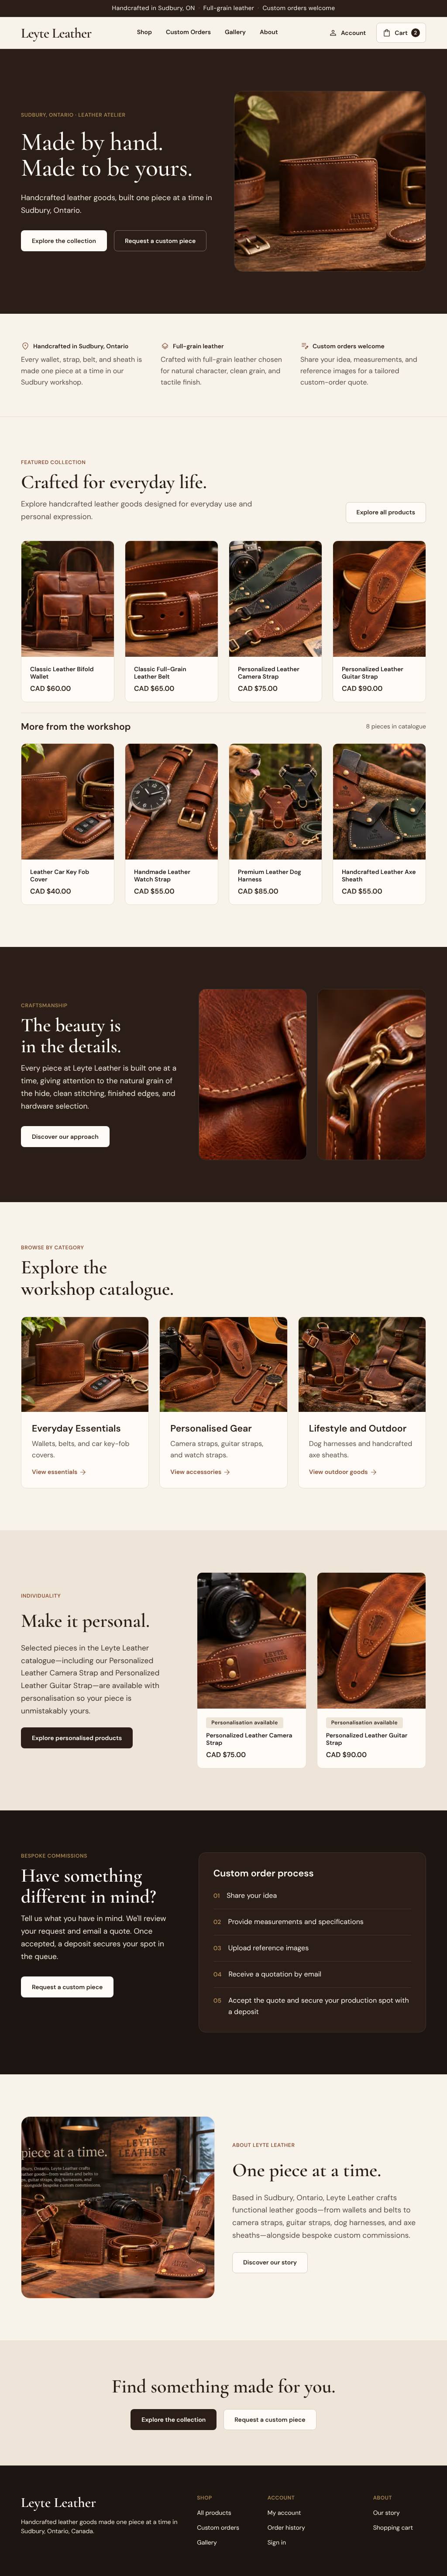 Handcrafted in Sudbury, ON · Full-grain leather · Custom orders welcome
Leyte Leather
Shop
Custom Orders
Gallery
About
Account
Cart 2
SUDBURY, ONTARIO · LEATHER ATELIER
Made by hand.
Made to be yours.
Handcrafted leather goods, built one piece at a time in
Sudbury, Ontario.
Explore the collection
Request a custom piece
LEYTE
LEATHER
Handcrafted in Sudbury, Ontario
Every wallet, strap, belt, and sheath is
made one piece at a time in our
Sudbury workshop.
Full-grain leather
Crafted with full-grain leather chosen
for natural character, clean grain, and
tactile finish.
Custom orders welcome
Share your idea, measurements, and
reference images for a tailored
custom-order quote.
FEATURED COLLECTION
Crafted for everyday life.
Explore handcrafted leather goods designed for everyday use and
personal expression.
Explore all products
Classic Leather Bifold
Wallet
CAD $60.00
Classic Full-Grain
Leather Belt
CAD $65.00
Personalized Leather
Camera Strap
CAD $75.00
Personalized Leather
Guitar Strap
CAD $90.00
More from the workshop
8 pieces in catalogue
Leather Car Key Fob
Cover
CAD $40.00
Handmade Leather
Watch Strap
CAD $55.00
Premium Leather Dog
Harness
CAD $85.00
Handcrafted Leather Axe
Sheath
CAD $55.00
CRAFTSMANSHIP
The beauty is
in the details.
Every piece at Leyte Leather is built one at a
time, giving attention to the natural grain of
the hide, clean stitching, finished edges, and
hardware selection.
Discover our approach
BROWSE BY CATEGORY
Explore the
workshop catalogue.
Everyday Essentials
Wallets, belts, and car key-fob
covers.
View essentials →
Personalised Gear
Camera straps, guitar straps,
and watch straps.
View accessories →
Lifestyle and Outdoor
Dog harnesses and handcrafted
axe sheaths.
View outdoor goods →
INDIVIDUALITY
Make it personal.
Selected pieces in the Leyte Leather
catalogue—including our Personalized
Leather Camera Strap and Personalized
Leather Guitar Strap—are available with
personalisation so your piece is
unmistakably yours.
Explore personalised products
Personalisation available
Personalized Leather Camera
Strap
CAD $75.00
Personalisation available
Personalized Leather Guitar
Strap
CAD $90.00
BESPOKE COMMISSIONS
Have something
different in mind?
Tell us what you have in mind. We'll review
your request and email a quote. Once
accepted, a deposit secures your spot in
the queue.
Request a custom piece
Custom order process
01 Share your idea
02 Provide measurements and specifications
03 Upload reference images
04 Receive a quotation by email
05 Accept the quote and secure your production spot with
a deposit
piece at a time.
LEYTE
LEATHER
ABOUT LEYTE LEATHER
One piece at a time.
Based in Sudbury, Ontario, Leyte Leather crafts
functional leather goods—from wallets and belts to
camera straps, guitar straps, dog harnesses, and axe
sheaths—alongside bespoke custom commissions.
Discover our story
Find something made for you.
Explore the collection
Request a custom piece
Leyte Leather
Handcrafted leather goods made one piece at a time in
Sudbury, Ontario, Canada.
SHOP
All products
Custom orders
Gallery
ACCOUNT
My account
Order history
Sign in
ABOUT
Our story
Shopping cart